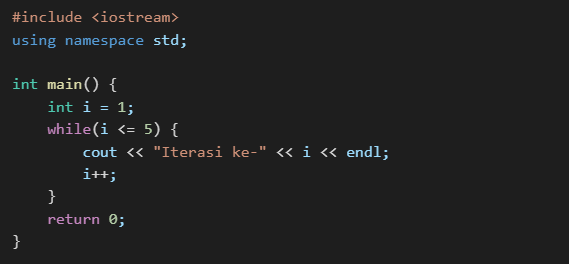 #include <iostream>
using namespace std;

int main() {
    int i = 1;
    while(i <= 5) {
        cout << "Iterasi ke-" << i << endl;
        i++;
    }
    return 0;
}